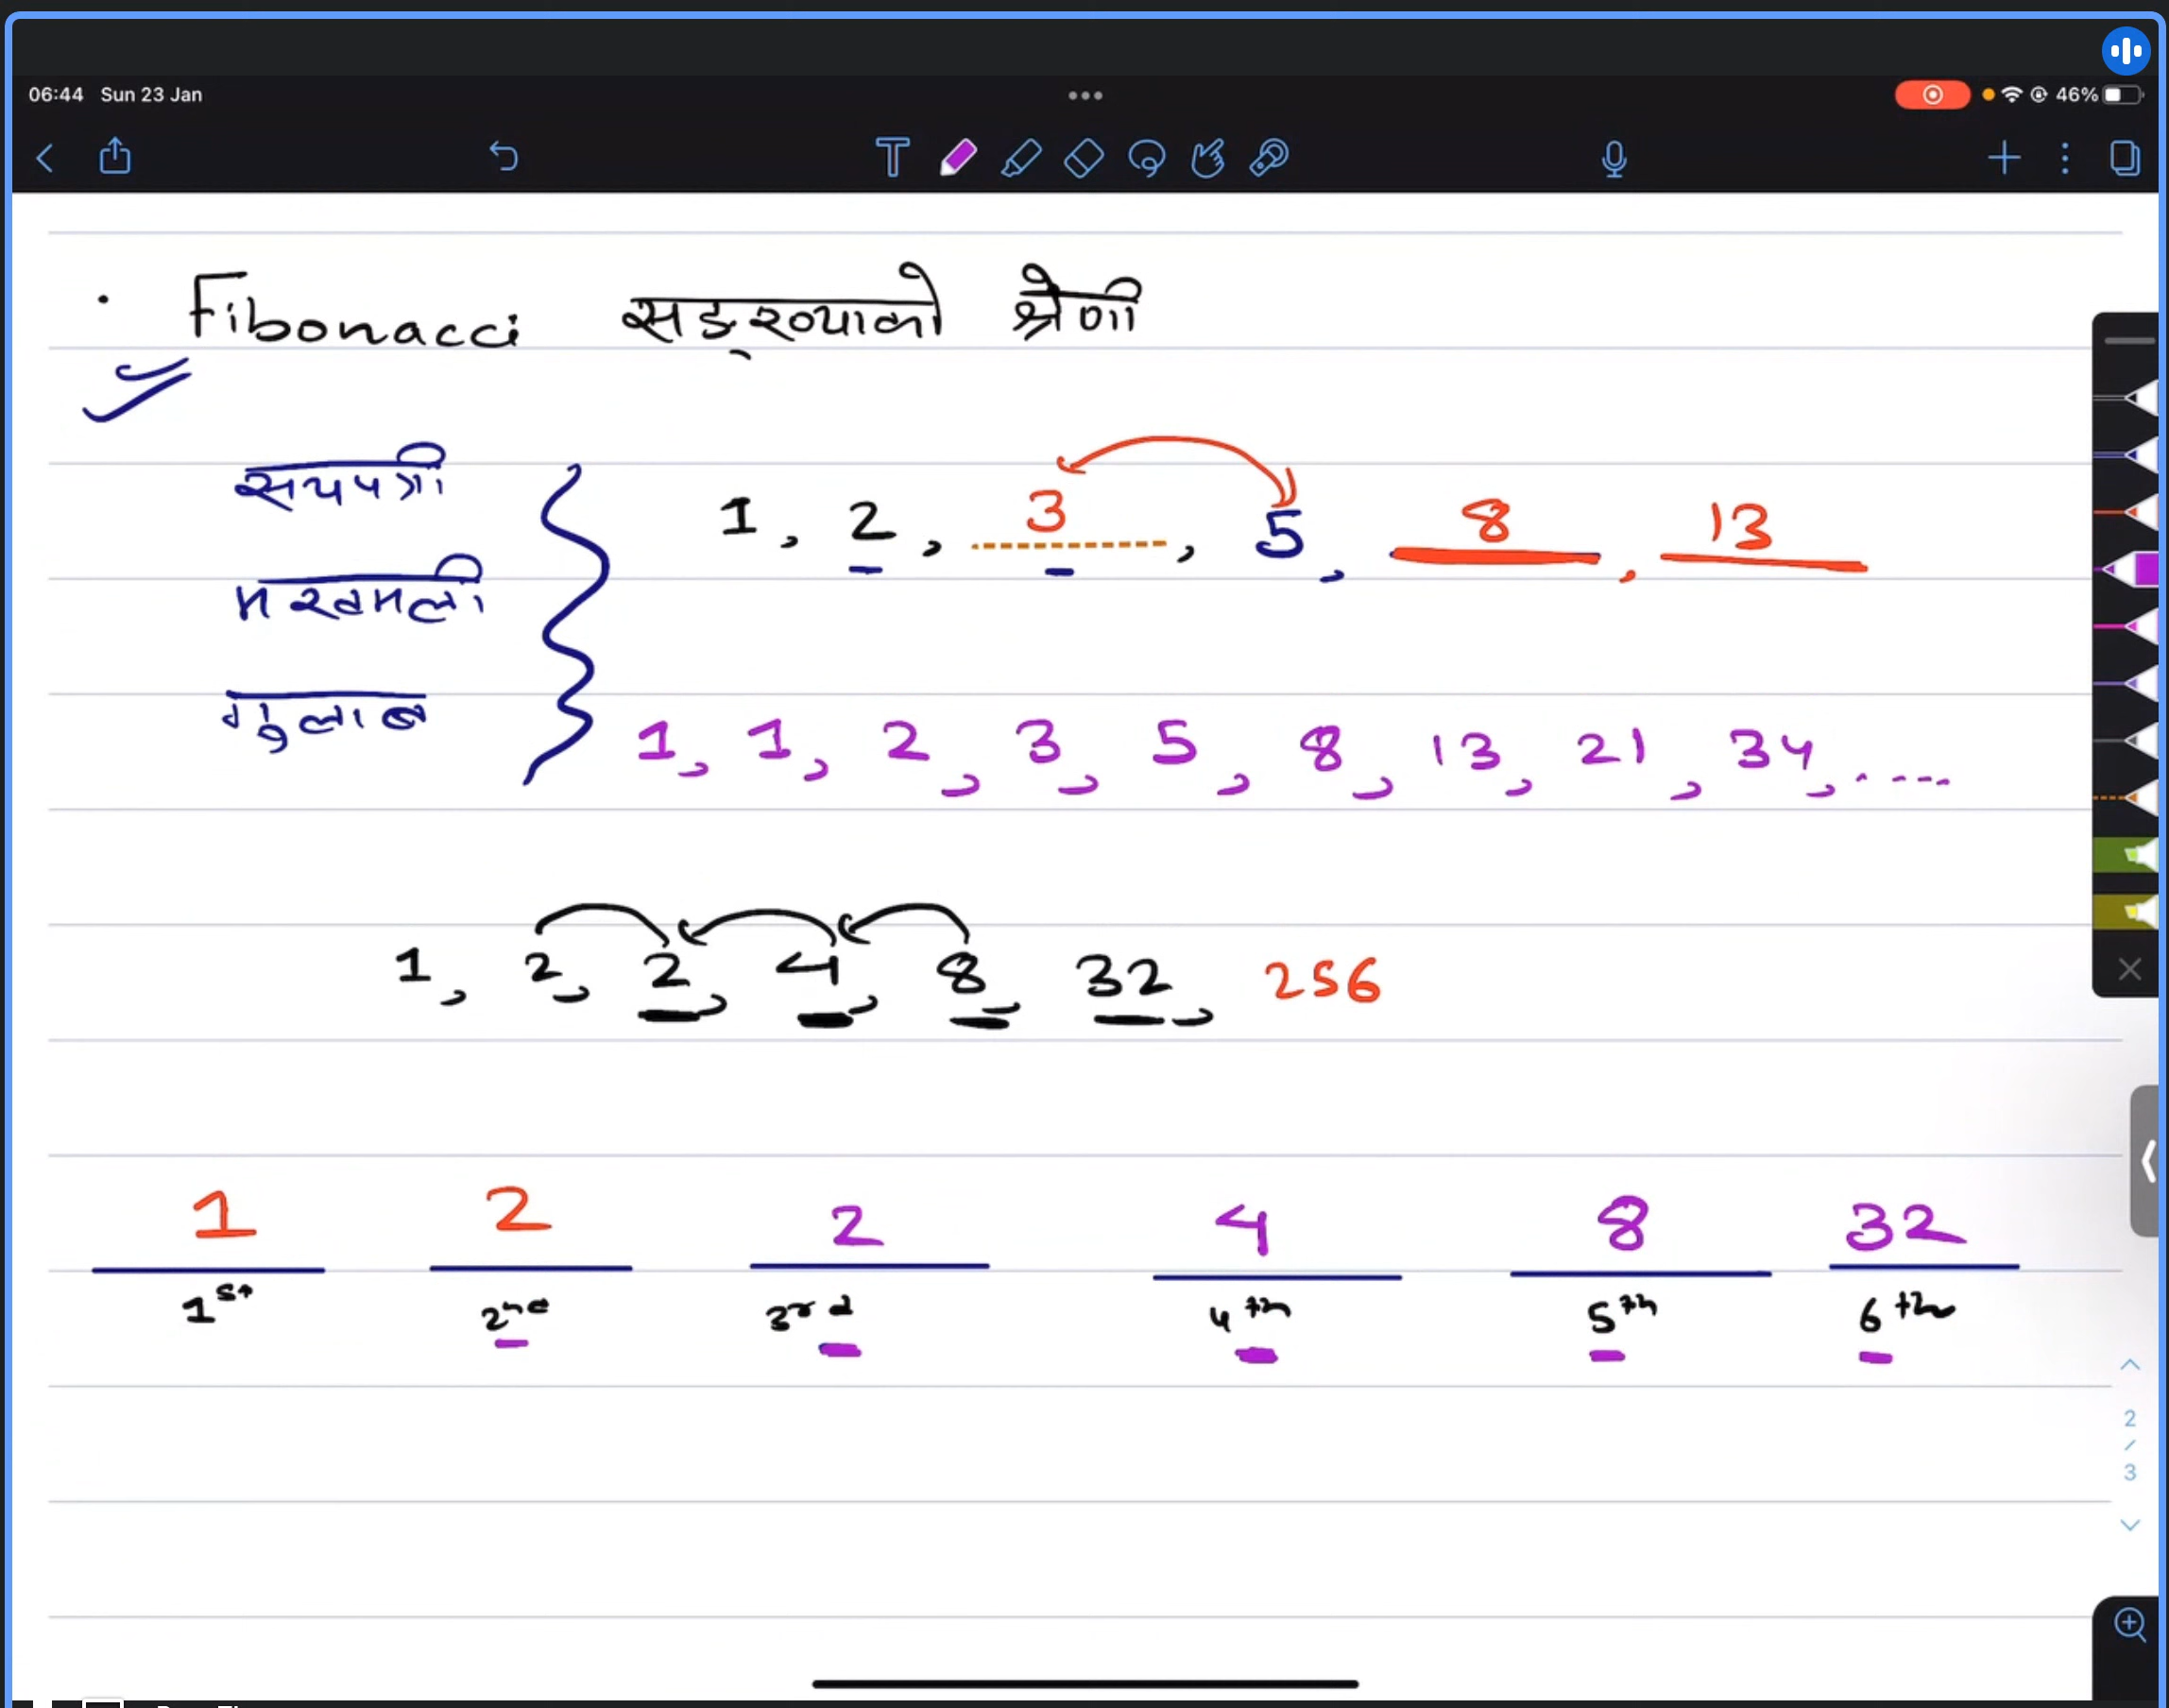 06:44 Sun 23 Jan
46%
T
· Fibonacci सङ्ख्याको श्रेणी
सयपत्री
मखमली
गुलाब
1, 2, 3, 5, 8, 13
1, 1, 2, 3, 5, 8, 13, 21, 34, ....
1, 2, 2, 4, 8, 32, 256
1 2 2 4 8 32
1st 2nd 3rd 4th 5th 6th
2
/
3